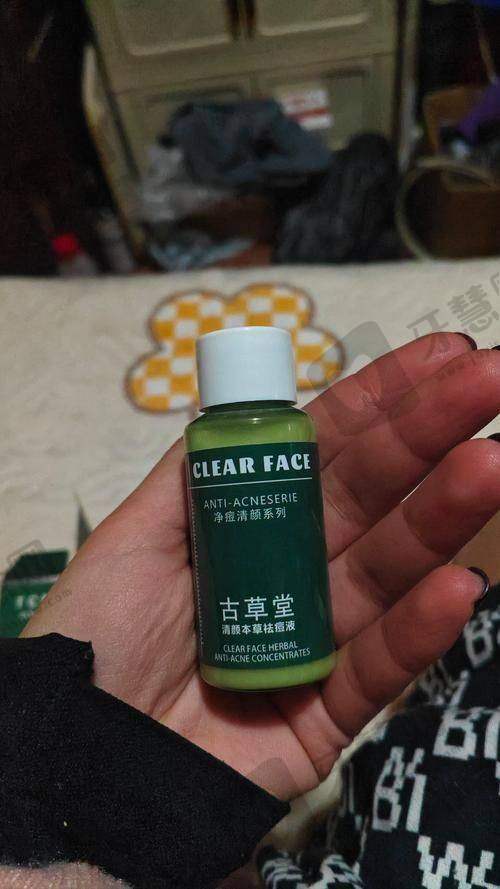 CLEAR FACE
ANTI-ACNESERIE
净痘清颜系列
古草堂
清颜本草祛痘液
CLEAR FACE HERBAL
ANTI-ACNE CONCENTRATES